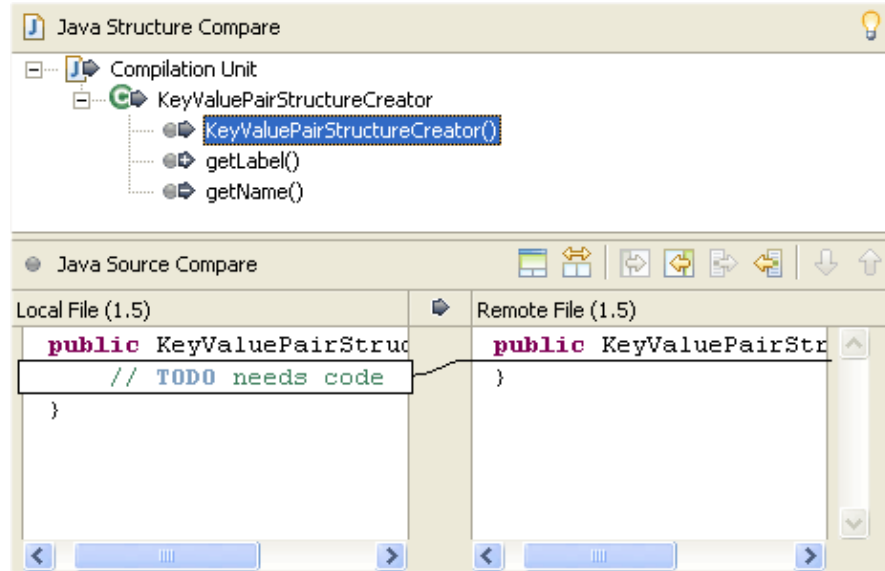 Java Structure Compare
Compilation Unit
KeyValuePairStructureCreator
KeyValuePairStructureCreator()
getLabel()
getName()
Java Source Compare
Local File (1.5)
Remote File (1.5)
public KeyValuePairStruc
// TODO needs code
}
public KeyValuePairStr
}